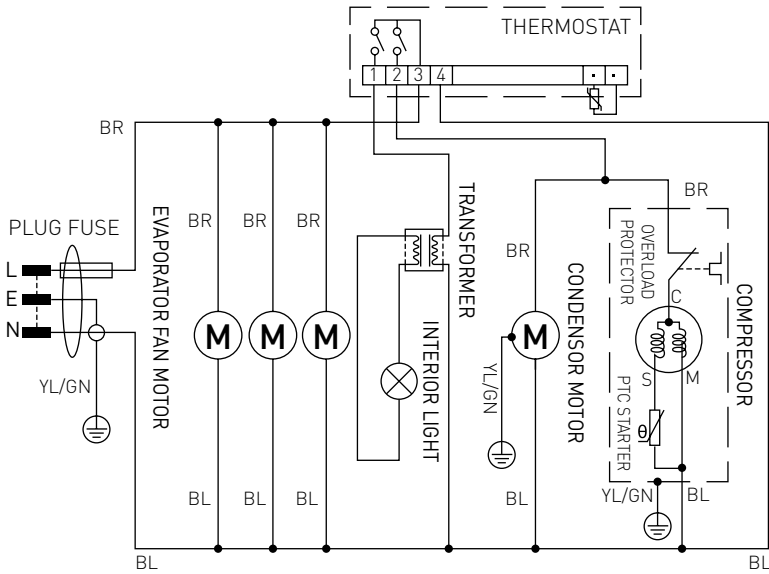 THERMOSTAT
1 2 3 4
BR
PLUG FUSE
L
E
N
YL/GN
EVAPORATOR FAN MOTOR
BR
BR
BR
M
M
M
BL
BL
BL
TRANSFORMER
INTERIOR LIGHT
BR
M
CONDENSOR MOTOR
YL/GN
BL
BR
OVERLOAD
PROTECTOR
C
S
M
COMPRESSOR
PTC STARTER
θ
YL/GN
BL
BL
BL